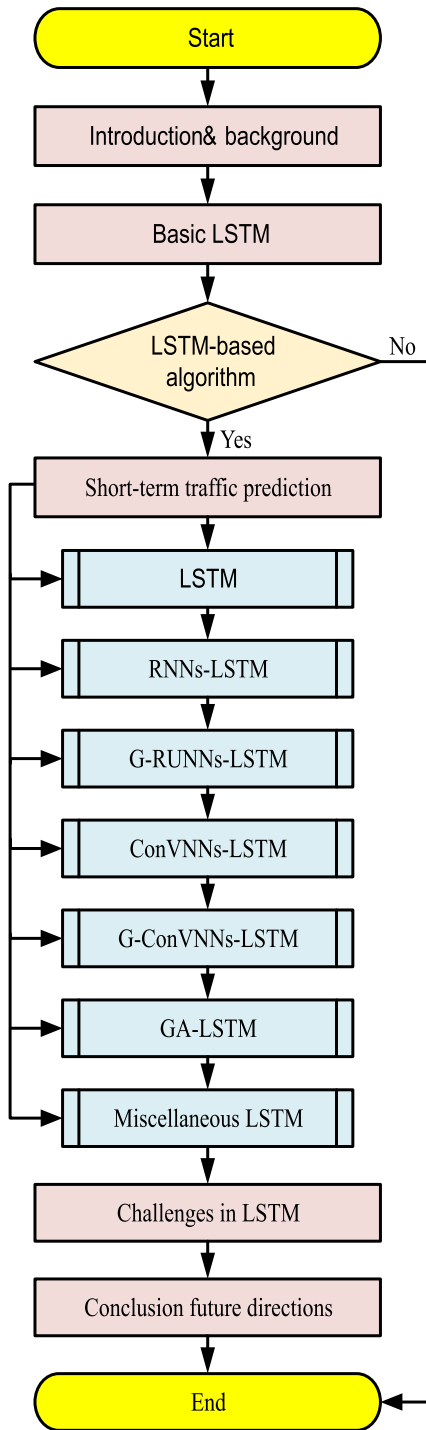 Start
Introduction& background
Basic LSTM
LSTM-based
algorithm
No
Yes
Short-term traffic prediction
LSTM
RNNs-LSTM
G-RUNNs-LSTM
ConVNNs-LSTM
G-ConVNNs-LSTM
GA-LSTM
Miscellaneous LSTM
Challenges in LSTM
Conclusion future directions
End